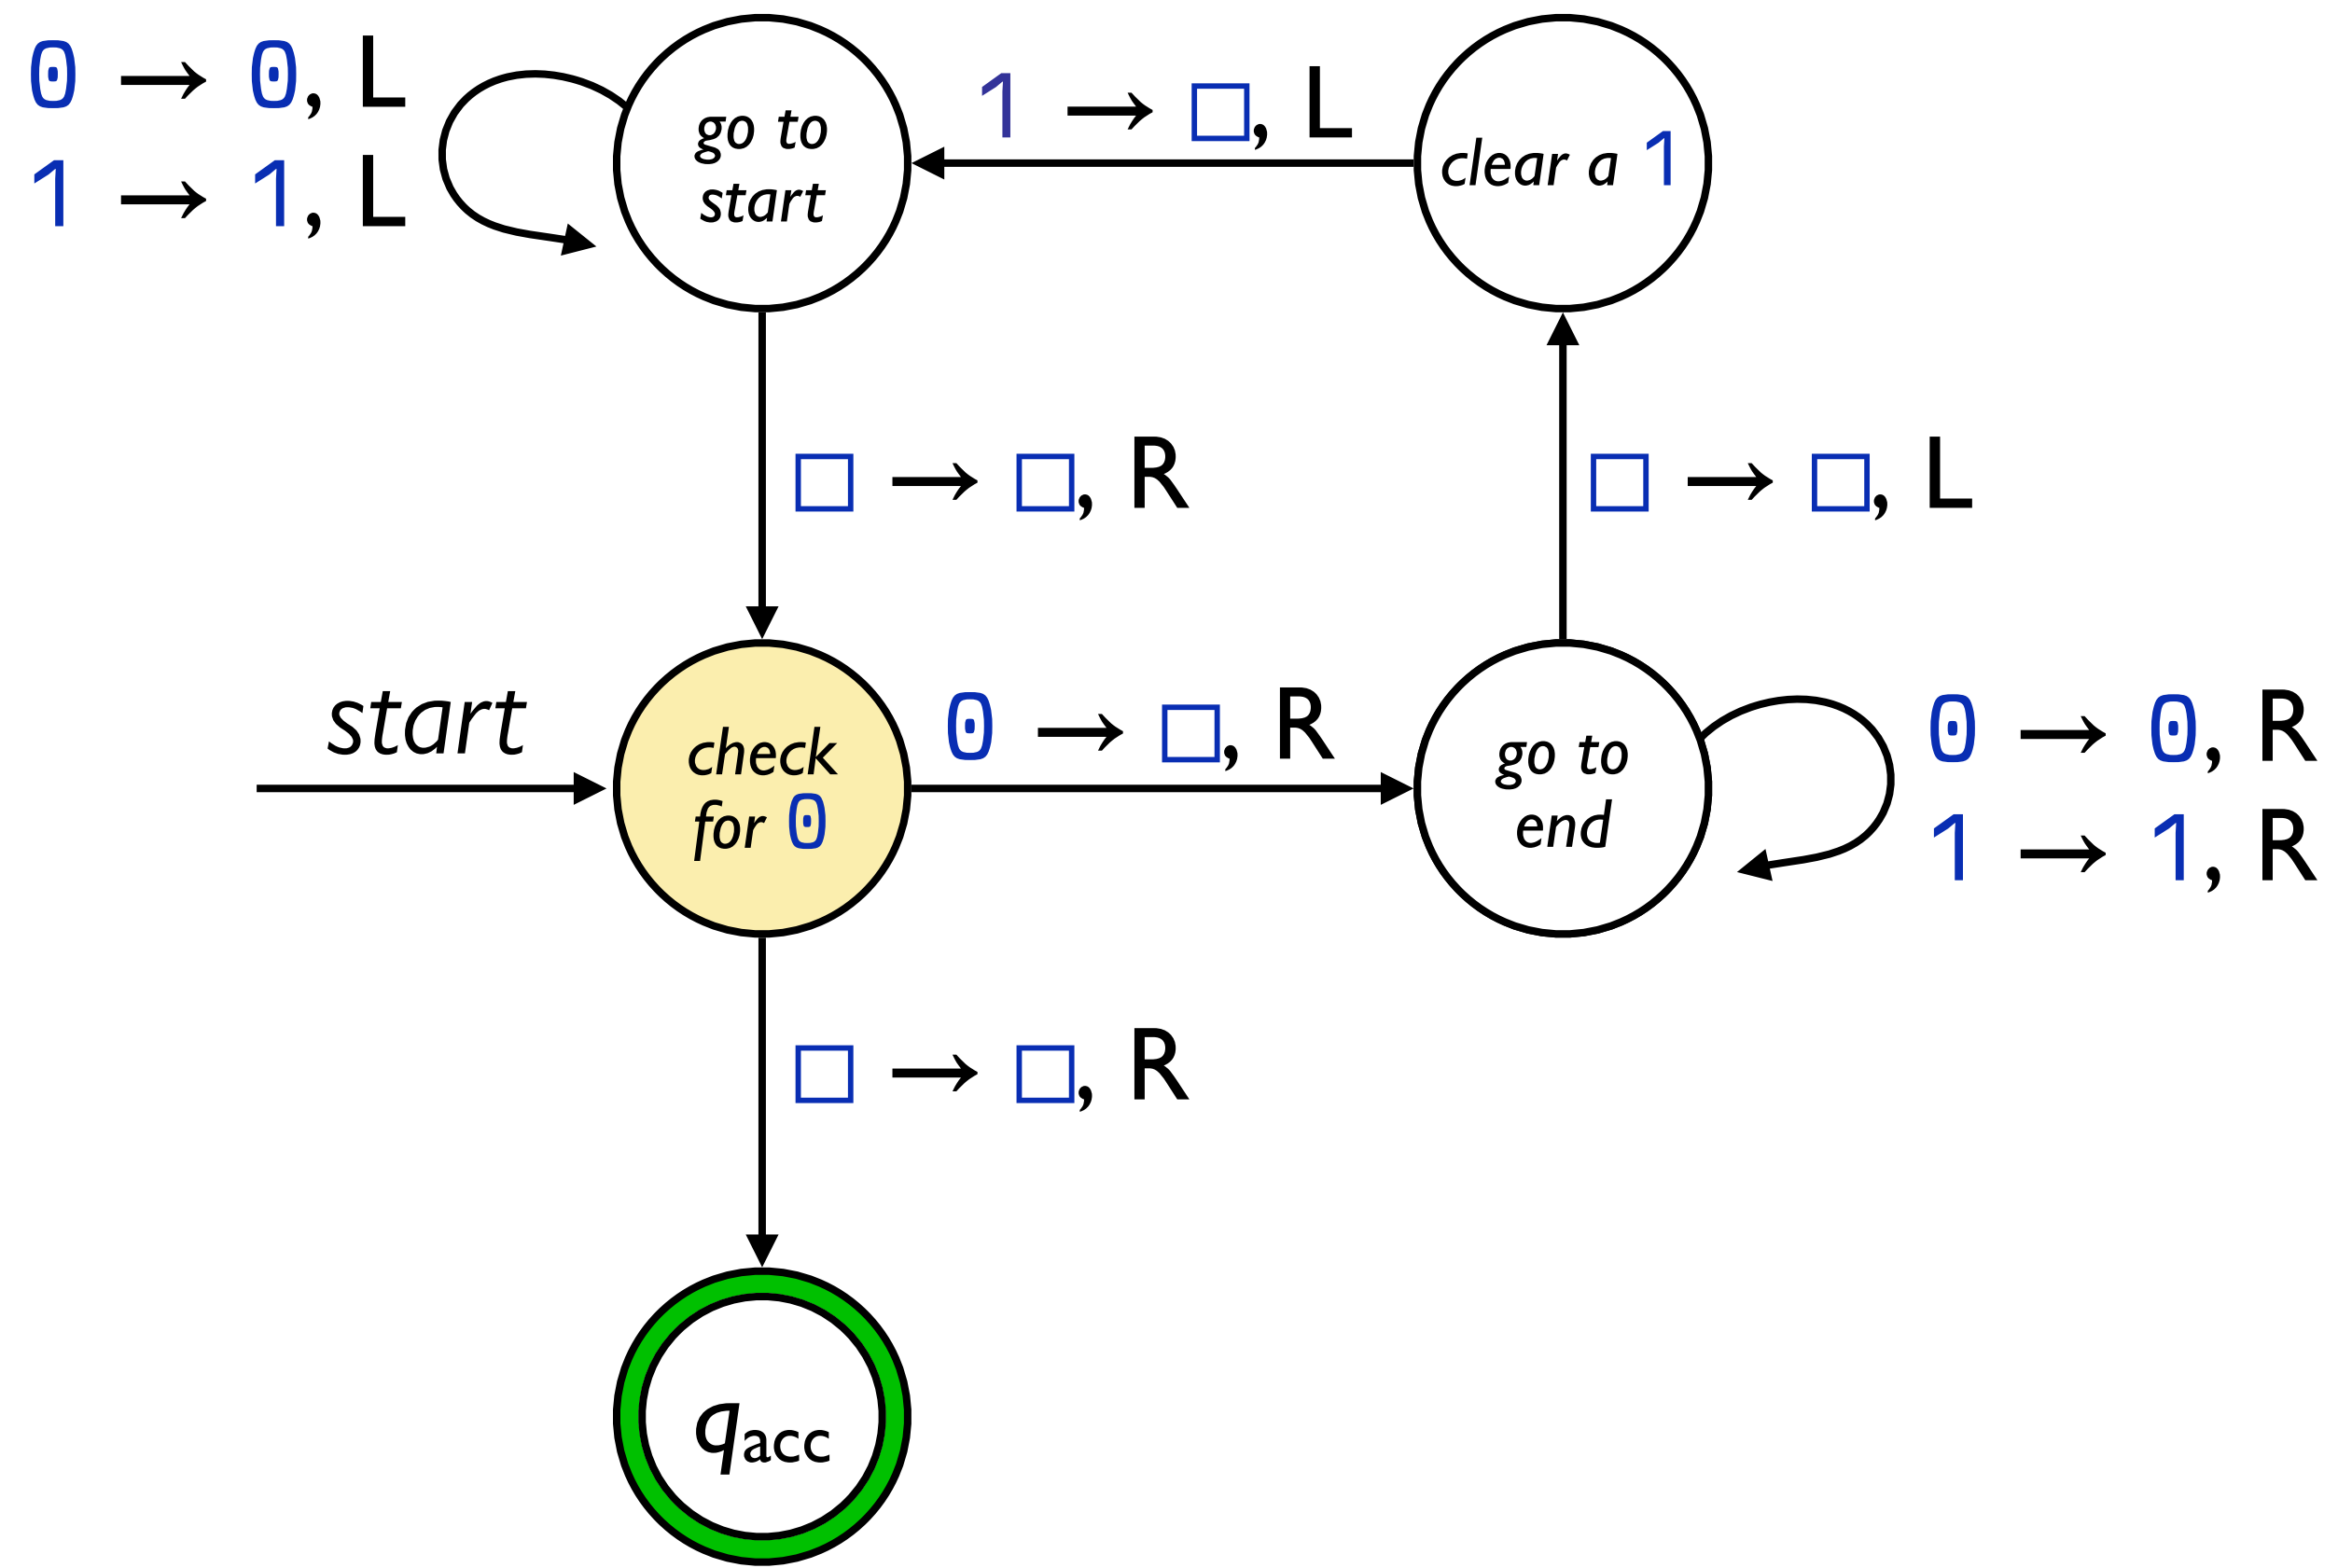 0 → 0, L
1 → 1, L
go to
start
1 → □, L
clear a 1
□ → □, R
□ → □, L
start
check
for 0
0 → □, R
go to
end
0 → 0, R
1 → 1, R
□ → □, R
qacc